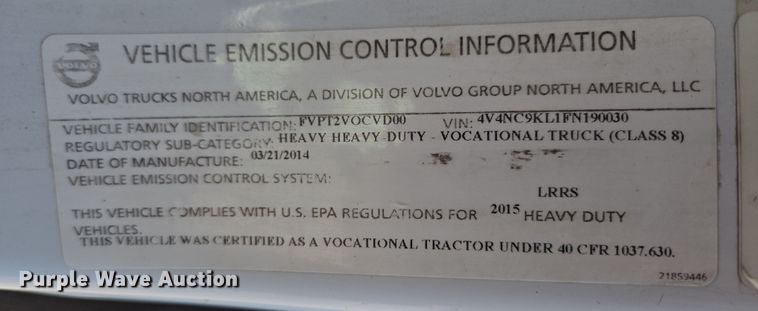 VOLVO
VEHICLE EMISSION CONTROL INFORMATION
VOLVO TRUCKS NORTH AMERICA, A DIVISION OF VOLVO GROUP NORTH AMERICA, LLC
VEHICLE FAMILY IDENTIFICATION: FVPT2VOCVD00 VIN: 4V4NC9KL1FN190030
REGULATORY SUB-CATEGORY: HEAVY HEAVY-DUTY - VOCATIONAL TRUCK (CLASS 8)
DATE OF MANUFACTURE: 03/21/2014
VEHICLE EMISSION CONTROL SYSTEM:
LRRS
THIS VEHICLE COMPLIES WITH U.S. EPA REGULATIONS FOR 2015 HEAVY DUTY
VEHICLES.
THIS VEHICLE WAS CERTIFIED AS A VOCATIONAL TRACTOR UNDER 40 CFR 1037.630.
21859446
Purple Wave Auction